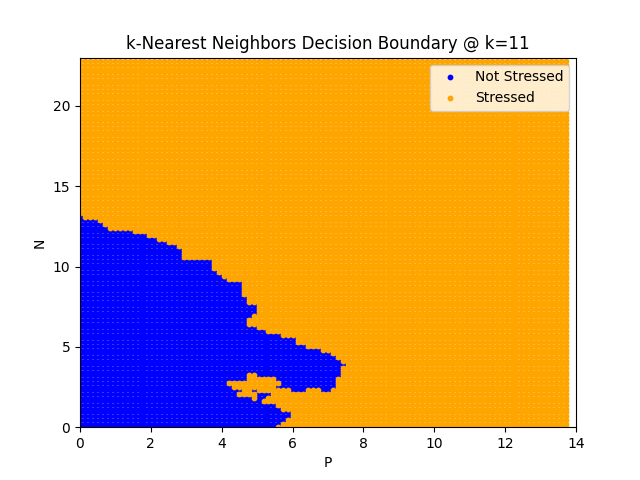 k-Nearest Neighbors Decision Boundary @ k=11
Not Stressed
Stressed
N
20
15
10
5
0
0 2 4 6 8 10 12 14
P